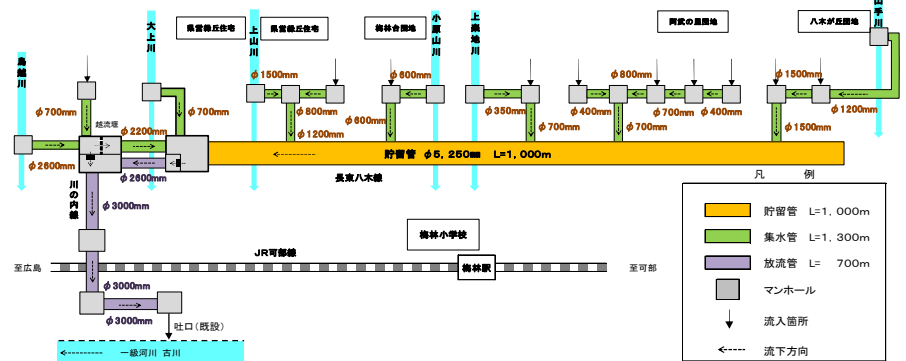 鳥越川
大上川
県営緑丘住宅
上山川
県営緑丘住宅
梅林台団地
小原山川
上楽地川
阿武の里団地
八木が丘団地
山手川
φ700mm
越流堰
φ2200mm
φ700mm
φ1500mm
φ800mm
φ1200mm
φ600mm
φ600mm
φ350mm
φ700mm
φ800mm
φ400mm
φ700mm
φ400mm
φ700mm
φ1500mm
φ1200mm
φ1500mm
φ2600mm
φ2600mm
貯留管 φ5,250㎜ L=1,000m
長束八木線
川の内線
φ3000mm
梅林小学校
JR可部線
至広島
梅林駅
至可部
φ3000mm
φ3000mm
吐口(既設)
一級河川 古川
凡 例
貯留管 L=1,000m
集水管 L=1,300m
放流管 L= 700m
マンホール
流入箇所
流下方向